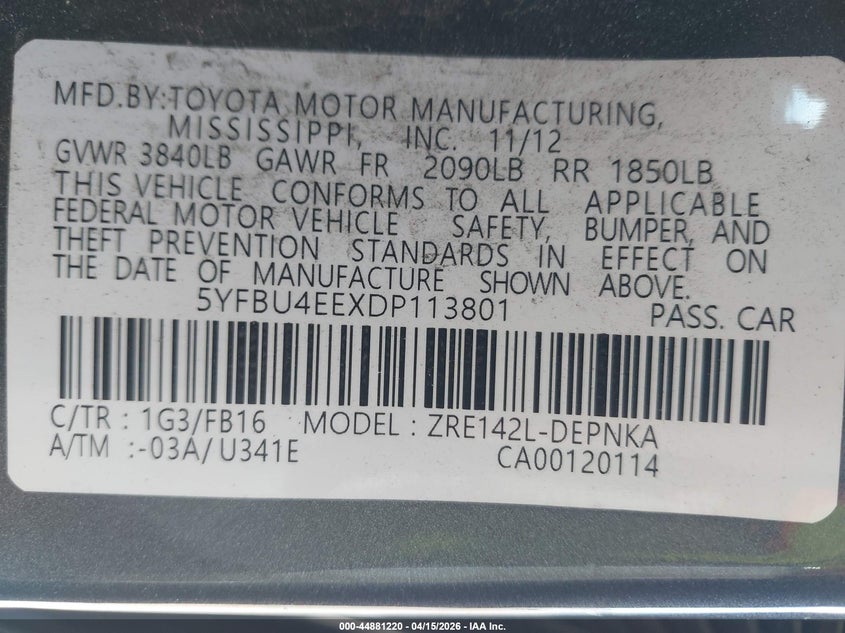 MFD.BY:TOYOTA MOTOR MANUFACTURING,
MISSISSIPPI, INC. 11/12
GVWR 3840LB GAWR FR 2090LB RR 1850LB
THIS VEHICLE CONFORMS TO ALL APPLICABLE
FEDERAL MOTOR VEHICLE SAFETY, BUMPER, AND
THEFT PREVENTION STANDARDS IN EFFECT ON
THE DATE OF MANUFACTURE SHOWN ABOVE.
5YFBU4EEXDP113801 PASS. CAR
C/TR : 1G3/FB16 MODEL : ZRE142L-DEPNKA
A/TM :-03A/U341E CA00120114
000-44881220 - 04/15/2026 - IAA Inc.